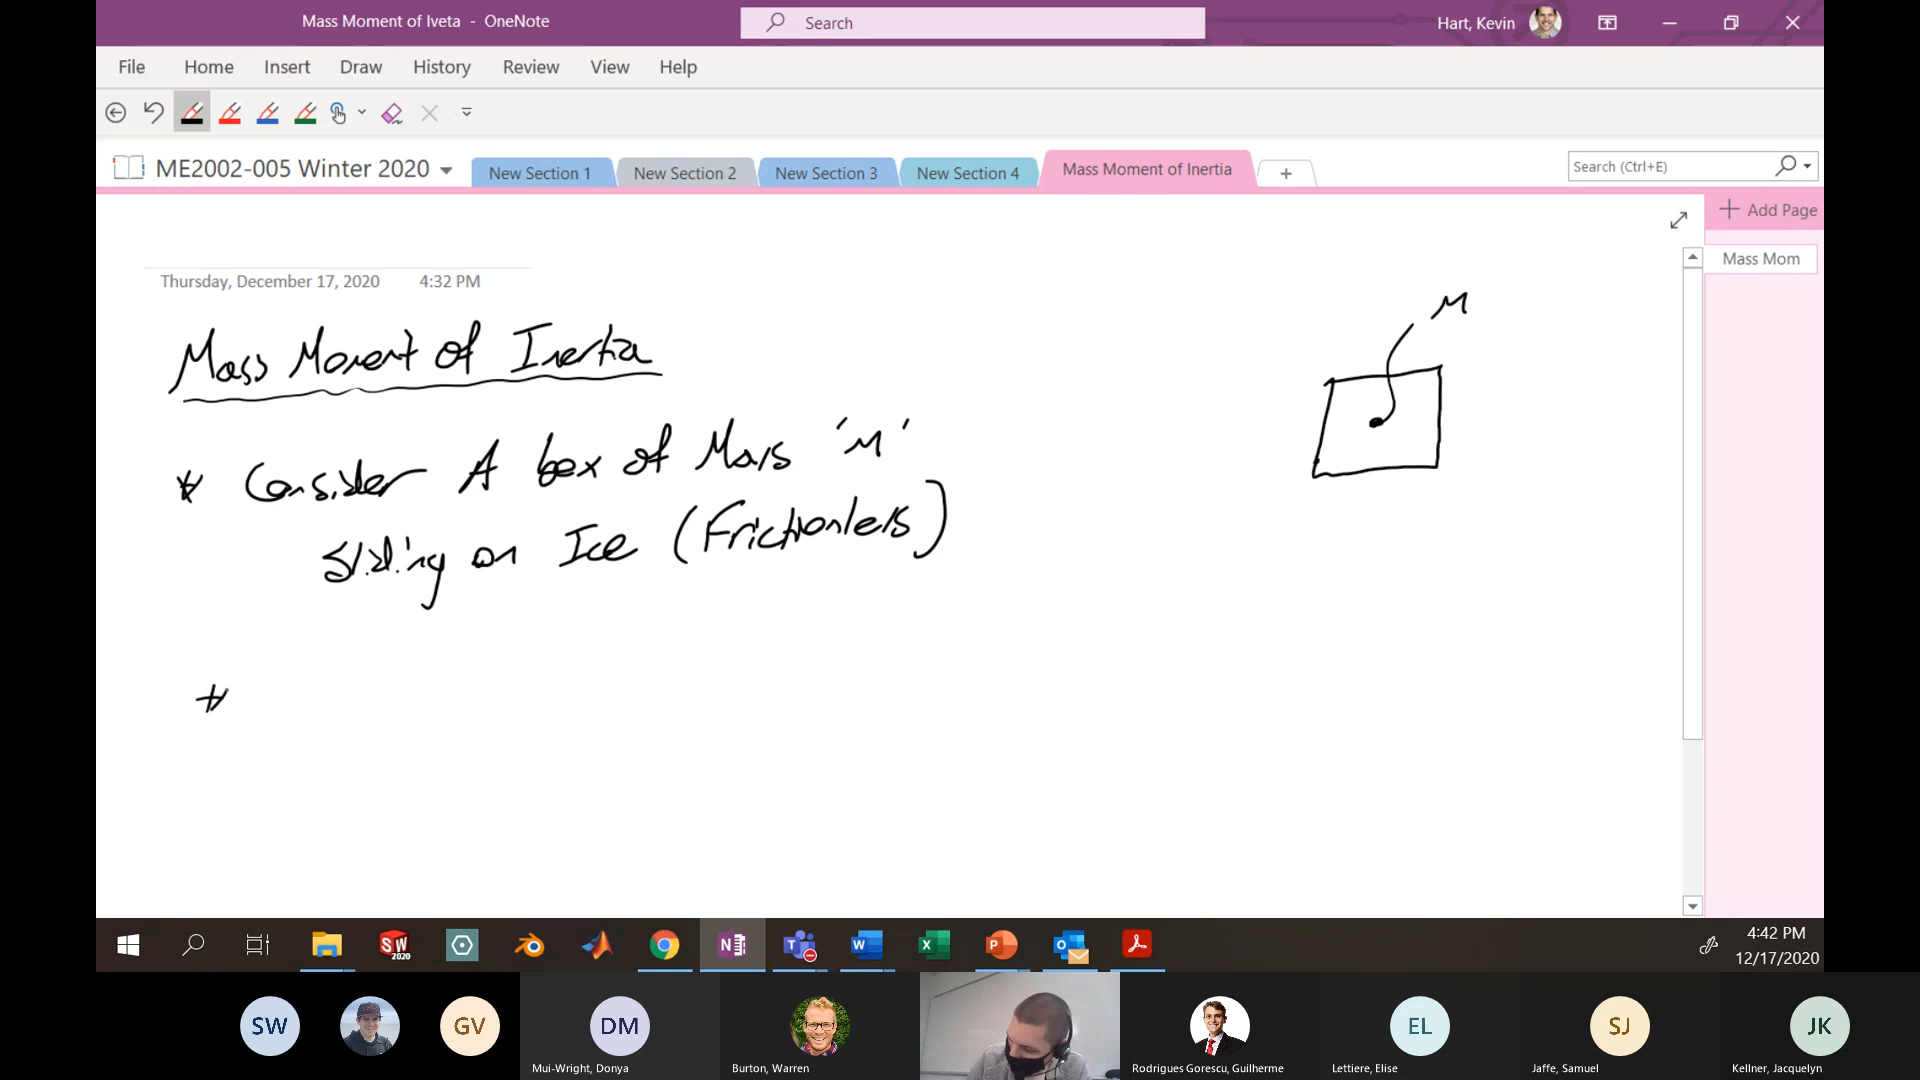 Mass Moment of Iveta - OneNote
Search
Hart, Kevin
File Home Insert Draw History Review View Help
ME2002-005 Winter 2020
New Section 1
New Section 2
New Section 3
New Section 4
Mass Moment of Inertia
+
Search (Ctrl+E)
Add Page
Mass Mom
Thursday, December 17, 2020 4:32 PM
Mass Moment of Inertia
M
* Consider A box of Mass 'M'
Sliding on Ice (Frictionless)
*
SW
2020
N
T
W
X
P
O
4:42 PM
12/17/2020
SW
GV
DM
EL
SJ
JK
Mui-Wright, Donya
Burton, Warren
Rodrigues Gorescu, Guilherme
Lettiere, Elise
Jaffe, Samuel
Kellner, Jacquelyn